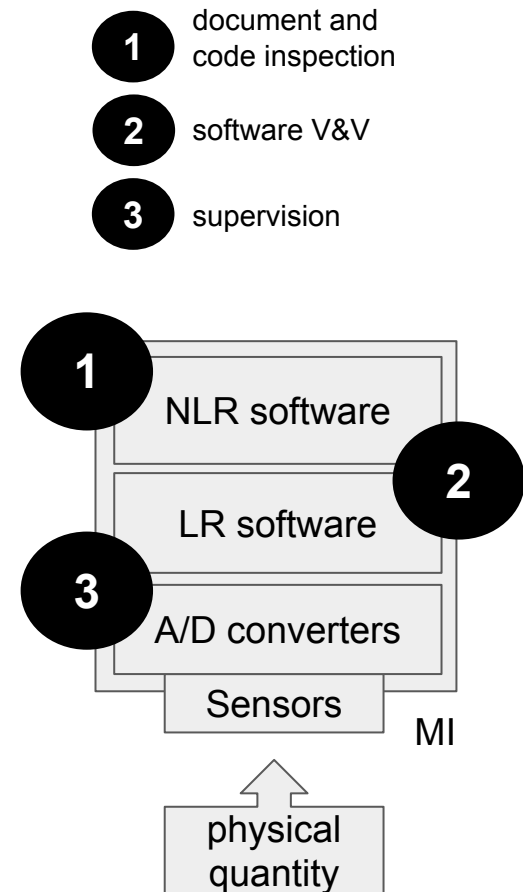 1
document and
code inspection
2
software V&V
3
supervision
1
NLR software
2
LR software
3
A/D converters
Sensors
MI
physical
quantity